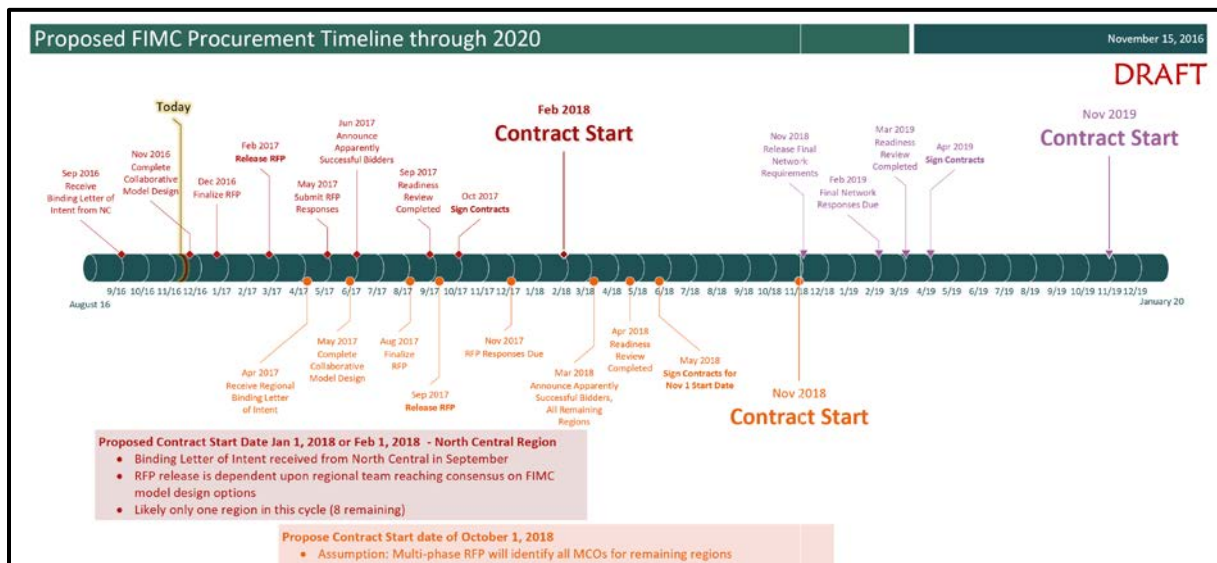 Proposed FIMC Procurement Timeline through 2020
November 15, 2016
DRAFT
Today
Sep 2016
Receive
Binding Letter of
Intent from NC
Nov 2016
Complete
Collaborative
Model Design
Dec 2016
Finalize RFP
Feb 2017
Release RFP
May 2017
Submit RFP
Responses
Jun 2017
Announce
Apparently
Successful Bidders
Sep 2017
Readiness
Review
Completed
Oct 2017
Sign Contracts
Feb 2018
Contract Start
Nov 2018
Release Final
Network
Requirements
Feb 2019
Final Network
Responses Due
Mar 2019
Readiness
Review
Completed
Apr 2019
Sign Contracts
Nov 2019
Contract Start
9/16 10/16 11/16 12/16 1/17 2/17 3/17 4/17 5/17 6/17 7/17 8/17 9/17 10/17 11/17 12/17 1/18 2/18 3/18 4/18 5/18 6/18 7/18 8/18 9/18 10/18 11/18 12/18 1/19 2/19 3/19 4/19 5/19 6/19 7/19 8/19 9/19 10/19 11/19 12/19
August 16
January 20
Apr 2017
Receive Regional
Binding Letter
of Intent
May 2017
Complete
Collaborative
Model Design
Aug 2017
Finalize
RFP
Sep 2017
Release RFP
Nov 2017
RFP Responses Due
Mar 2018
Announce Apparently
Successful Bidders,
All Remaining
Regions
Apr 2018
Readiness
Review
Completed
May 2018
Sign Contracts for
Nov 1 Start Date
Nov 2018
Contract Start
Proposed Contract Start Date Jan 1, 2018 or Feb 1, 2018 - North Central Region
• Binding Letter of Intent received from North Central in September
• RFP release is dependent upon regional team reaching consensus on FIMC
model design options
• Likely only one region in this cycle (8 remaining)
Propose Contract Start date of October 1, 2018
• Assumption: Multi-phase RFP will identify all MCOs for remaining regions